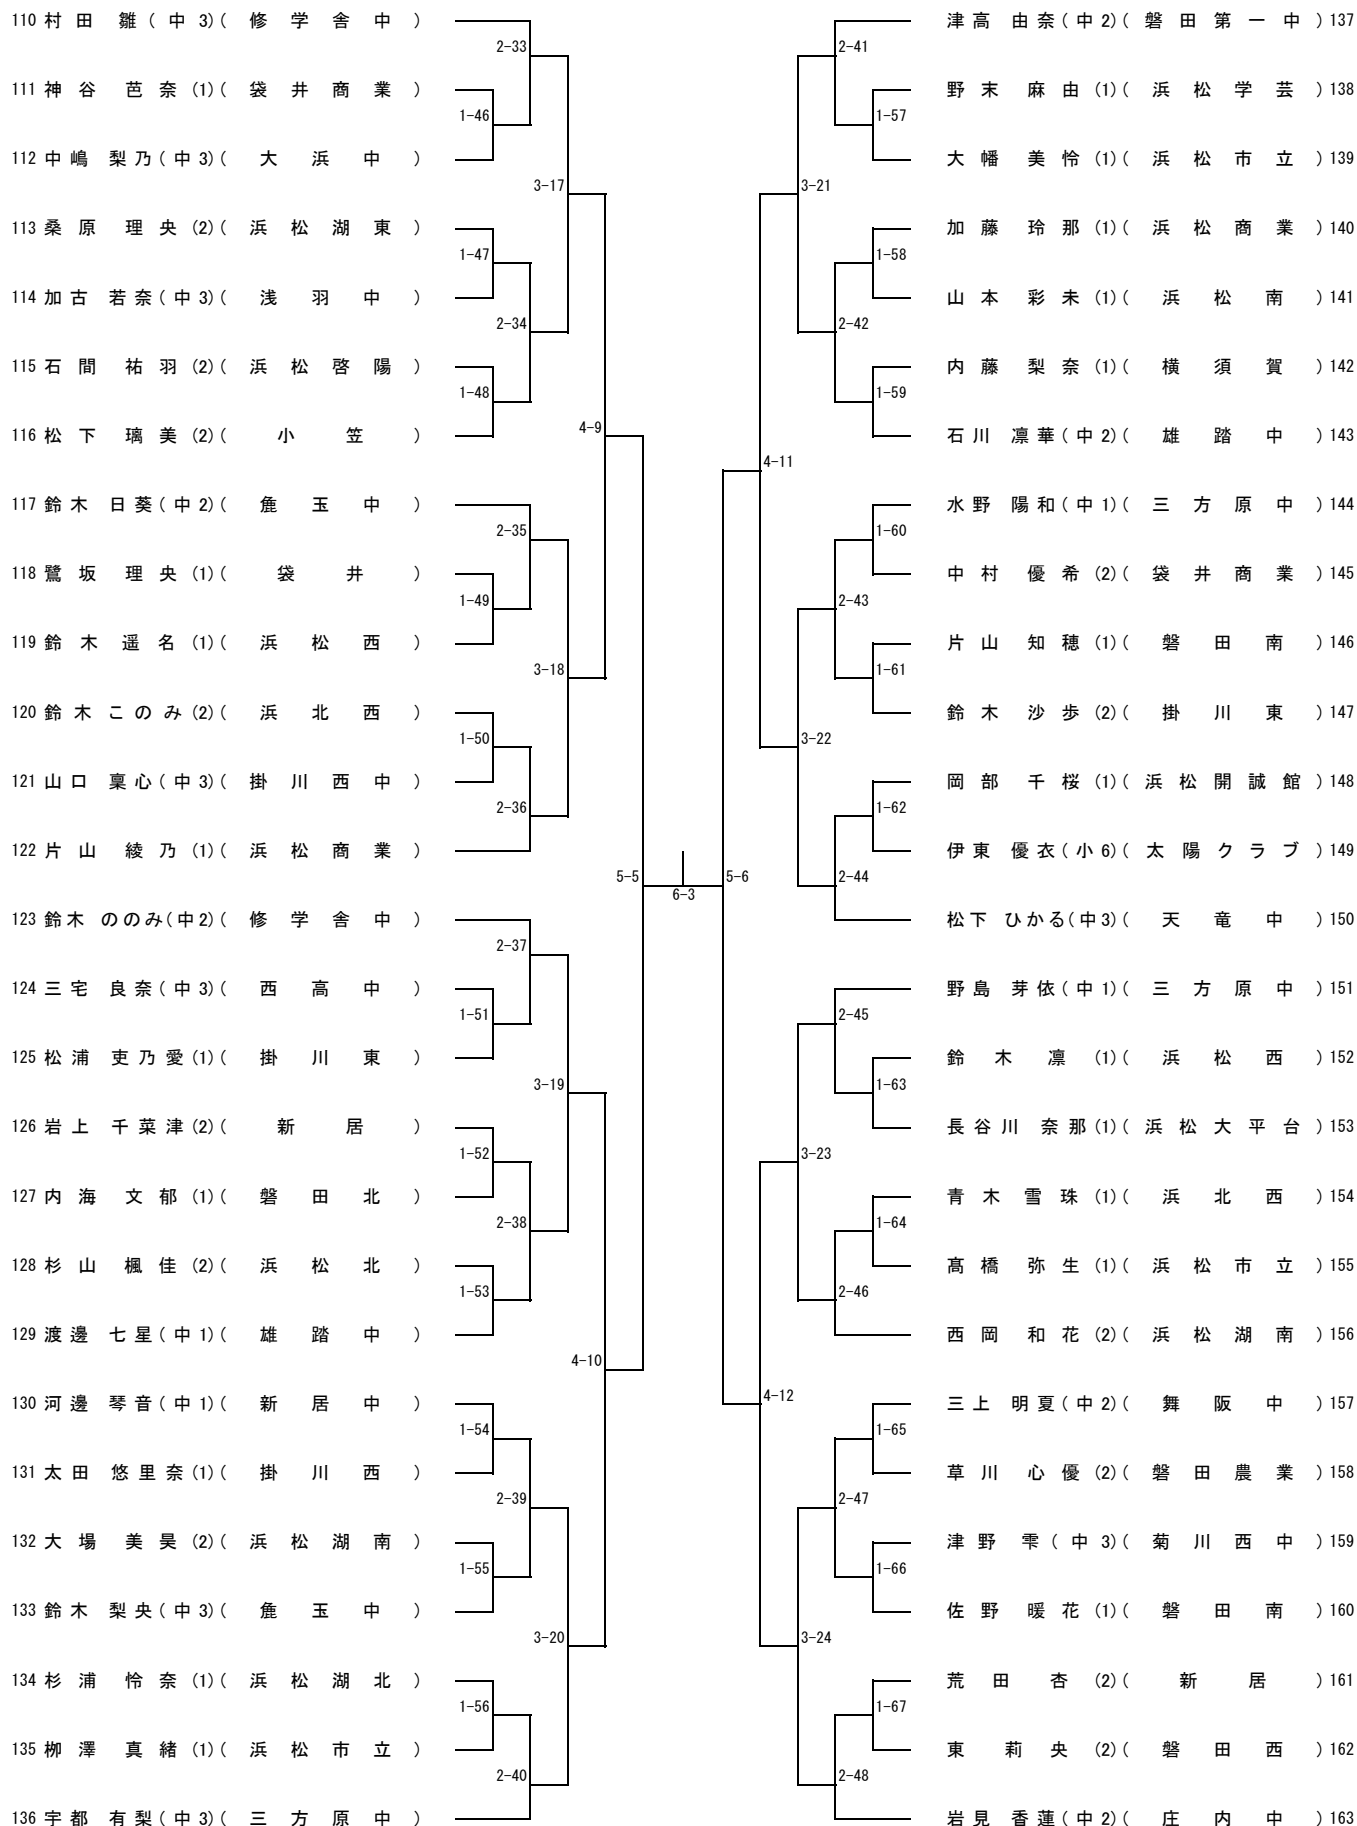 110 村田 雛(中3)(修学舎中)
2-33
111 神谷 芭奈(1)(袋井商業)
1-46
112 中嶋 梨乃(中3)(大浜中)
3-17
113 桑原 理央(2)(浜松湖東)
1-47
114 加古 若奈(中3)(浅羽中)
2-34
115 石間 祐羽(2)(浜松啓陽)
1-48
116 松下 璃美(2)(小笠)
4-9
117 鈴木 日葵(中2)(麁玉中)
2-35
118 鷺坂 理央(1)(袋井)
1-49
119 鈴木 遥名(1)(浜松西)
3-18
120 鈴木 このみ(2)(浜北西)
1-50
121 山口 稟心(中3)(掛川西中)
2-36
122 片山 綾乃(1)(浜松商業)
5-5
6-3
123 鈴木 ののみ(中2)(修学舎中)
2-37
124 三宅 良奈(中3)(西高中)
1-51
125 松浦 吏乃愛(1)(掛川東)
3-19
126 岩上 千菜津(2)(新居)
1-52
127 内海 文郁(1)(磐田北)
2-38
128 杉山 楓佳(2)(浜松北)
1-53
129 渡邊 七星(中1)(雄踏中)
4-10
130 河邊 琴音(中1)(新居中)
1-54
131 太田 悠里奈(1)(掛川西)
2-39
132 大場 美昊(2)(浜松湖南)
1-55
133 鈴木 梨央(中3)(麁玉中)
3-20
134 杉浦 怜奈(1)(浜松湖北)
1-56
135 栁澤 真緒(1)(浜松市立)
2-40
136 宇都 有梨(中3)(三方原中)
津高 由奈(中2)(磐田第一中)137
2-41
野末 麻由(1)(浜松学芸)138
1-57
大幡 美怜(1)(浜松市立)139
3-21
加藤 玲那(1)(浜松商業)140
1-58
山本 彩未(1)(浜松南)141
2-42
内藤 梨奈(1)(横須賀)142
1-59
石川 凛華(中2)(雄踏中)143
4-11
水野 陽和(中1)(三方原中)144
1-60
中村 優希(2)(袋井商業)145
2-43
片山 知穂(1)(磐田南)146
1-61
鈴木 沙歩(2)(掛川東)147
3-22
岡部 千桜(1)(浜松開誠館)148
1-62
伊東 優衣(小6)(太陽クラブ)149
2-44
5-6
松下 ひかる(中3)(天竜中)150
野島 芽依(中1)(三方原中)151
2-45
鈴木 凛(1)(浜松西)152
1-63
長谷川 奈那(1)(浜松大平台)153
3-23
青木 雪珠(1)(浜北西)154
1-64
髙橋 弥生(1)(浜松市立)155
2-46
西岡 和花(2)(浜松湖南)156
4-12
三上 明夏(中2)(舞阪中)157
1-65
草川 心優(2)(磐田農業)158
2-47
津野 雫(中3)(菊川西中)159
1-66
佐野 暖花(1)(磐田南)160
3-24
荒田 杏(2)(新居)161
1-67
東 莉央(2)(磐田西)162
2-48
岩見 香蓮(中2)(庄内中)163